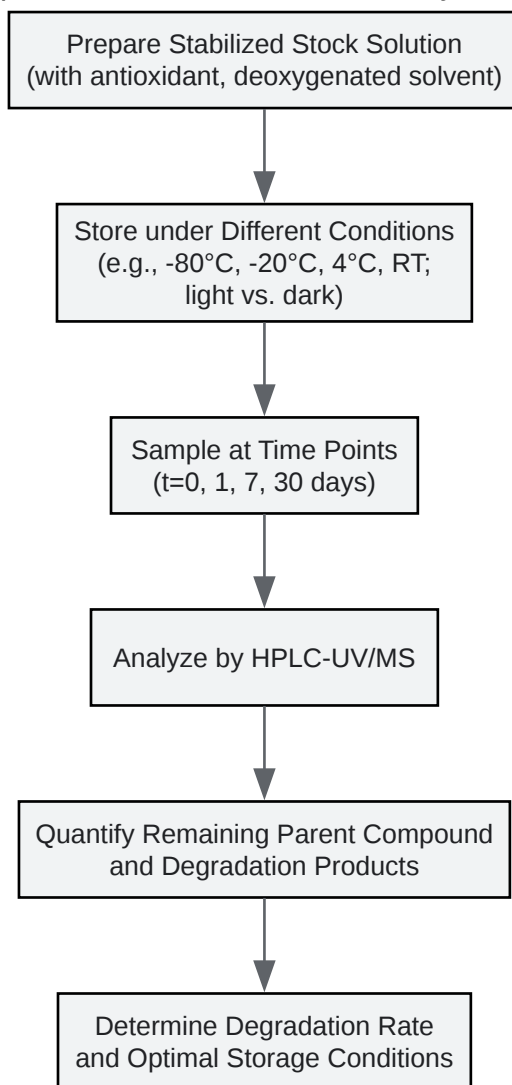 Prepare Stabilized Stock Solution
(with antioxidant, deoxygenated solvent)
Store under Different Conditions
(e.g., -80°C, -20°C, 4°C, RT;
light vs. dark)
Sample at Time Points
(t=0, 1, 7, 30 days)
Analyze by HPLC-UV/MS
Quantify Remaining Parent Compound
and Degradation Products
Determine Degradation Rate
and Optimal Storage Conditions